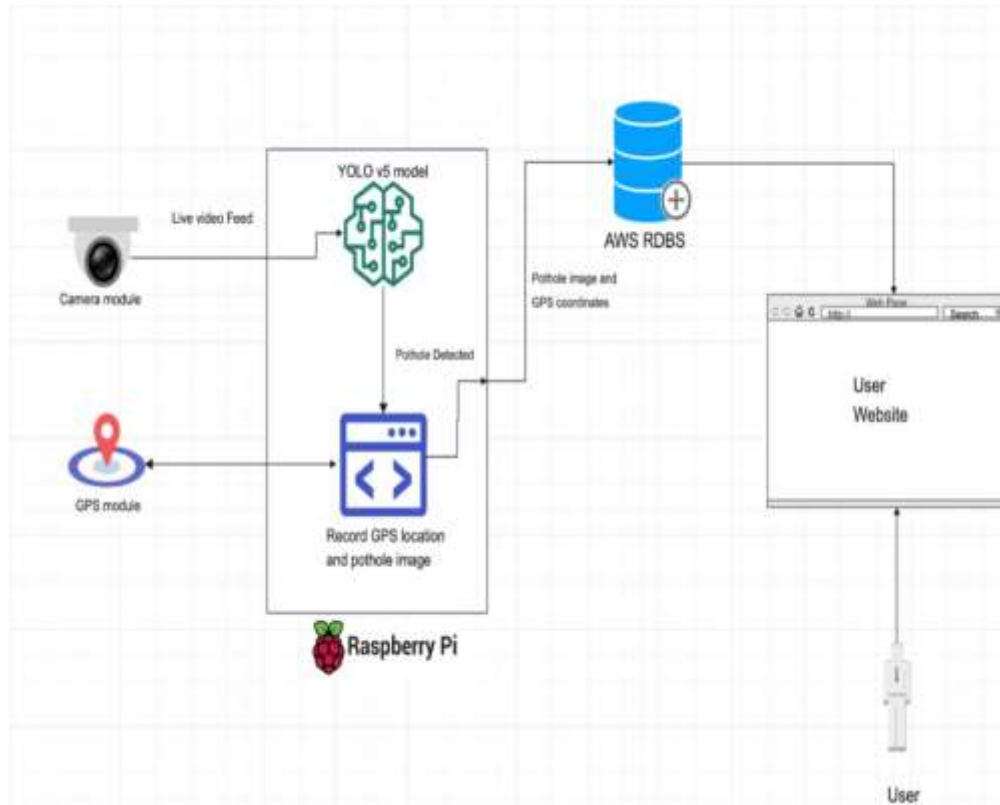 YOLO v5 model
Live video Feed
Camera module
AWS RDBS
Pothole image and
GPS coordinates
Pothole Detected
Web Page
http://
Search
User
Website
GPS module
Record GPS location
and pothole image
Raspberry Pi
User